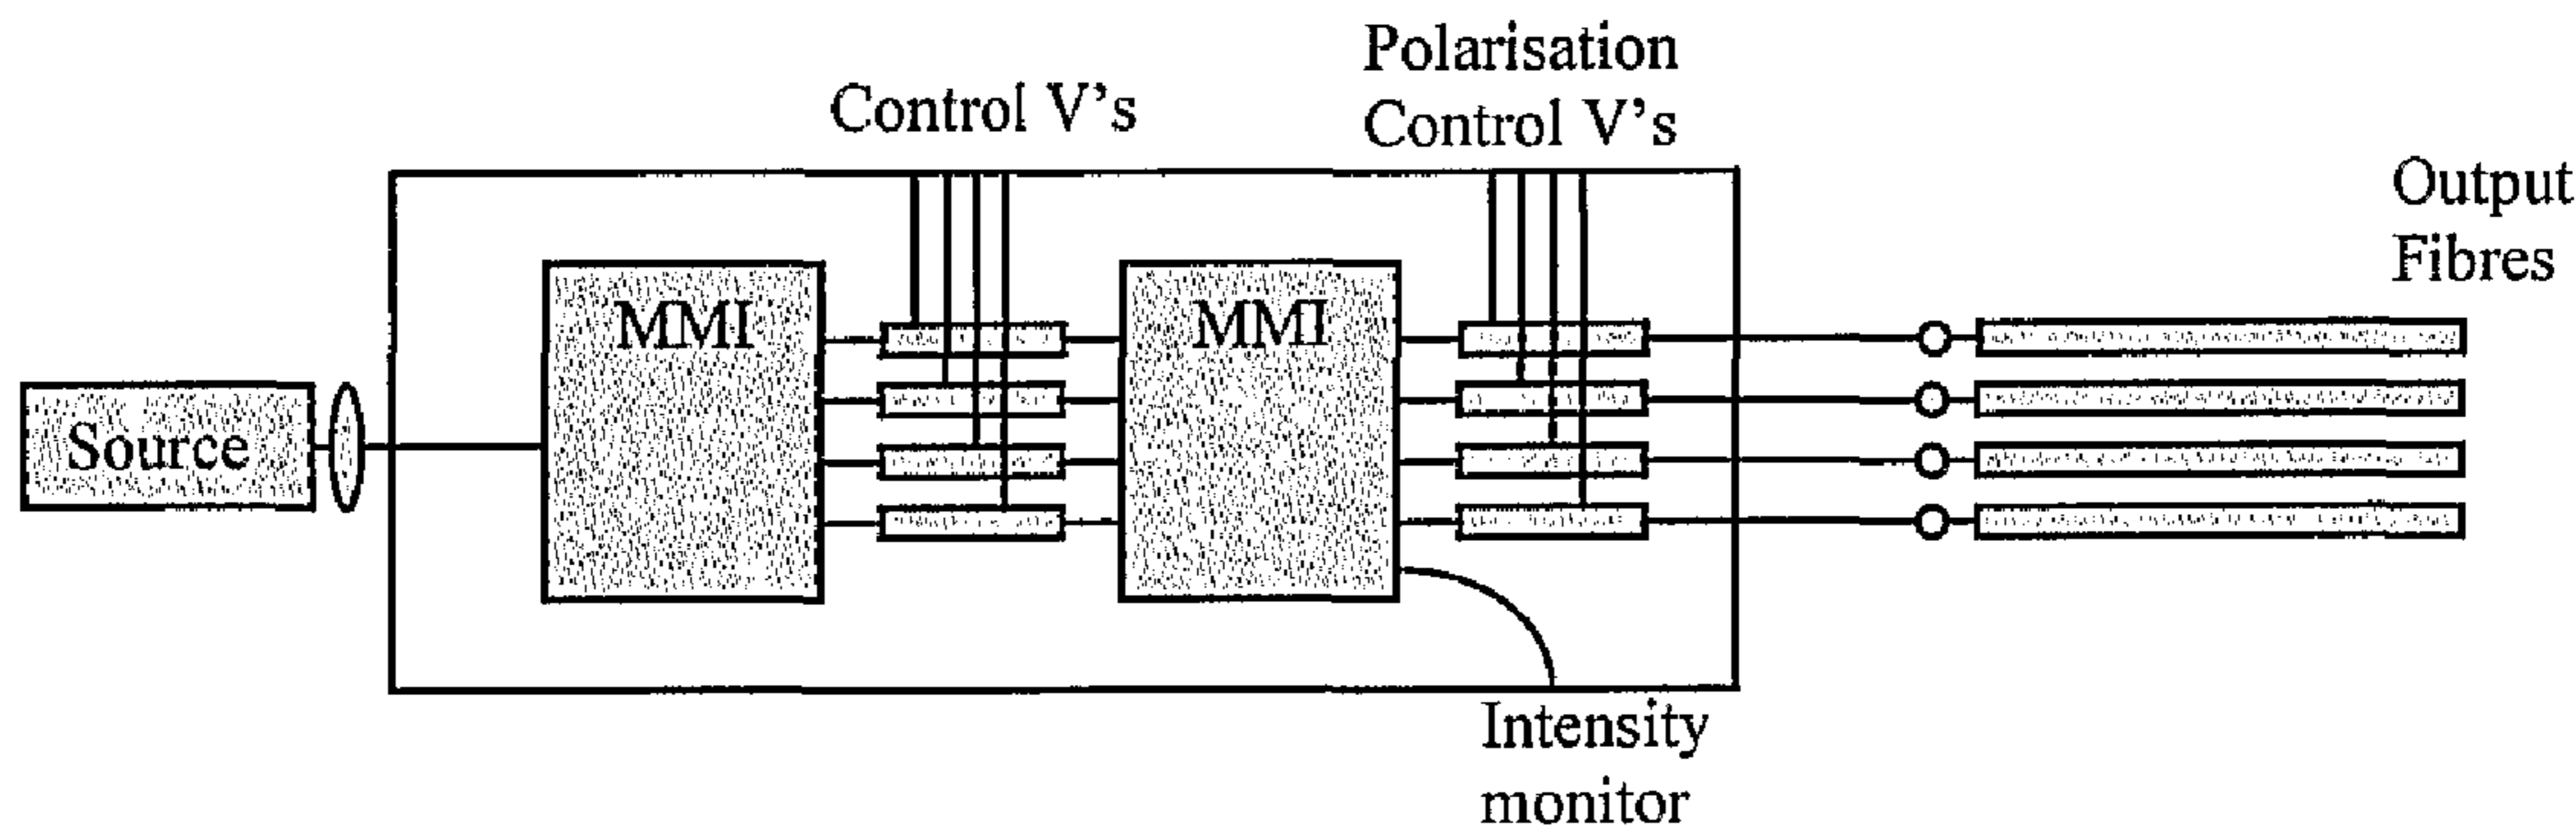 Polarisation
Control V's
Control V's
Output
Fibres
MMI
MMI
Source
Intensity
monitor